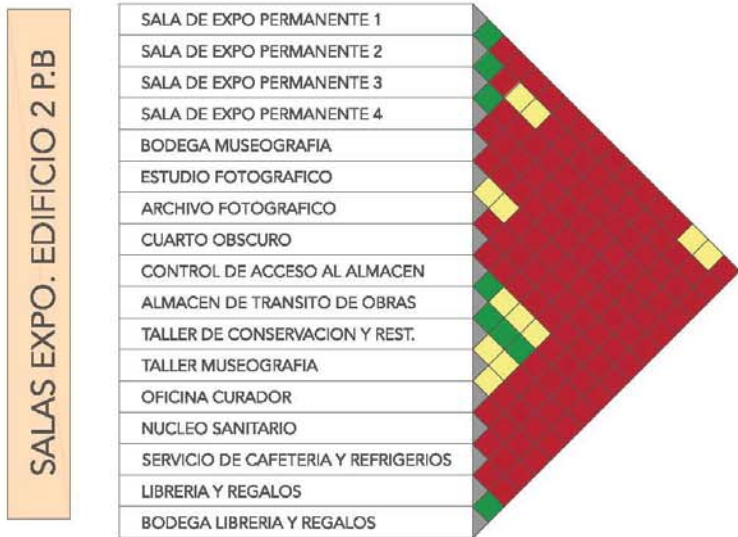 SALAS EXPO. EDIFICIO 2 P.B
SALA DE EXPO PERMANENTE 1
SALA DE EXPO PERMANENTE 2
SALA DE EXPO PERMANENTE 3
SALA DE EXPO PERMANENTE 4
BODEGA MUSEOGRAFIA
ESTUDIO FOTOGRAFICO
ARCHIVO FOTOGRAFICO
CUARTO OBSCURO
CONTROL DE ACCESO AL ALMACEN
ALMACEN DE TRANSITO DE OBRAS
TALLER DE CONSERVACION Y REST.
TALLER MUSEOGRAFIA
OFICINA CURADOR
NUCLEO SANITARIO
SERVICIO DE CAFETERIA Y REFRIGERIOS
LIBRERIA Y REGALOS
BODEGA LIBRERIA Y REGALOS